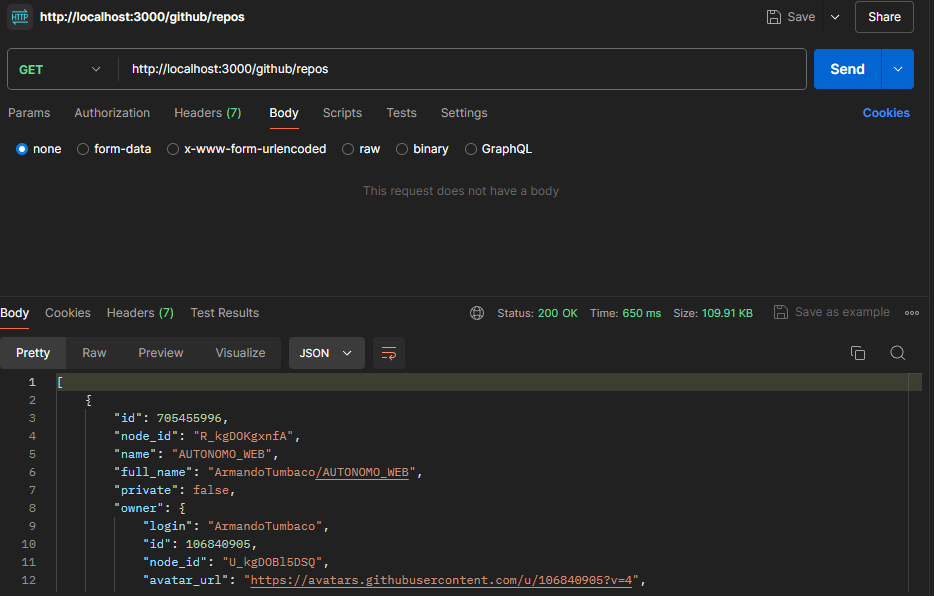 HTTP http://localhost:3000/github/repos Save Share
GET http://localhost:3000/github/repos Send
Params Authorization Headers (7) Body Scripts Tests Settings Cookies
none form-data x-www-form-urlencoded raw binary GraphQL
This request does not have a body
Body Cookies Headers (7) Test Results Status: 200 OK Time: 650 ms Size: 109.91 KB Save as example
Pretty Raw Preview Visualize JSON
1 [
2 {
3 "id": 705455996,
4 "node_id": "R_kgDOKgxnfA",
5 "name": "AUTONOMO_WEB",
6 "full_name": "ArmandoTumbaco/AUTONOMO_WEB",
7 "private": false,
8 "owner": {
9 "login": "ArmandoTumbaco",
10 "id": 106840905,
11 "node_id": "U_kgDOBl5DSQ",
12 "avatar_url": "https://avatars.githubusercontent.com/u/106840905?v=4",